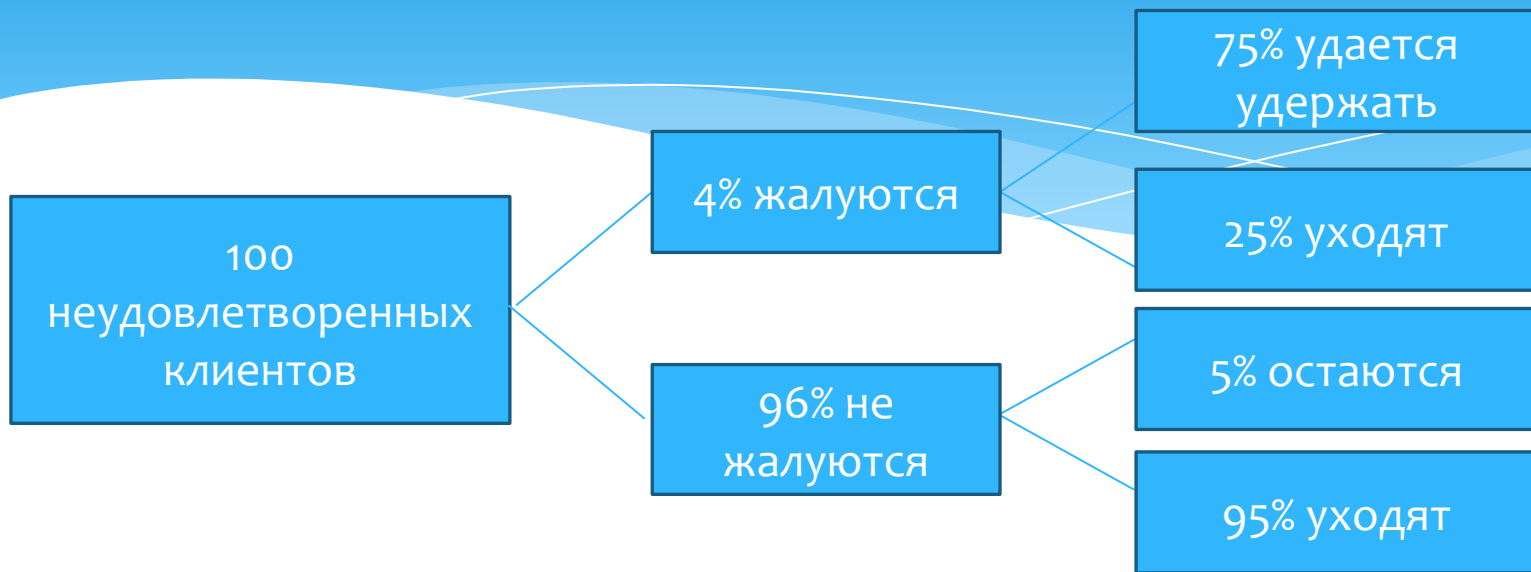 100
неудовлетворенных
клиентов
4% жалуются
96% не
жалуются
75% удается
удержать
25% уходят
5% остаются
95% уходят